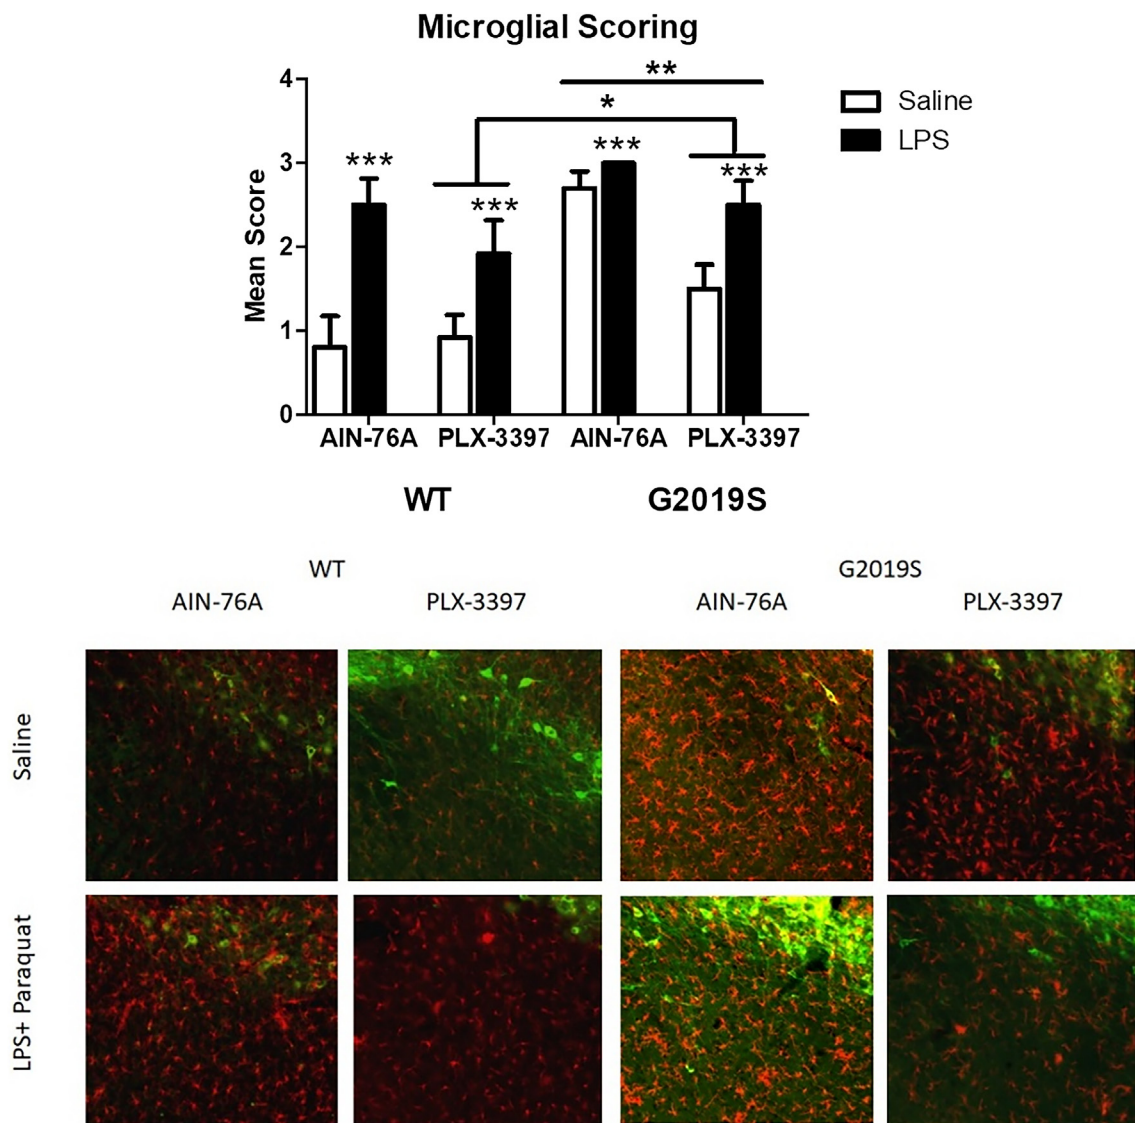 Microglial Scoring
Mean Score
4
3
2
1
0
**
*
***
***
***
***
Saline
LPS
AIN-76A PLX-3397 AIN-76A PLX-3397
WT G2019S
WT G2019S
AIN-76A PLX-3397 AIN-76A PLX-3397
Saline
LPS+ Paraquat